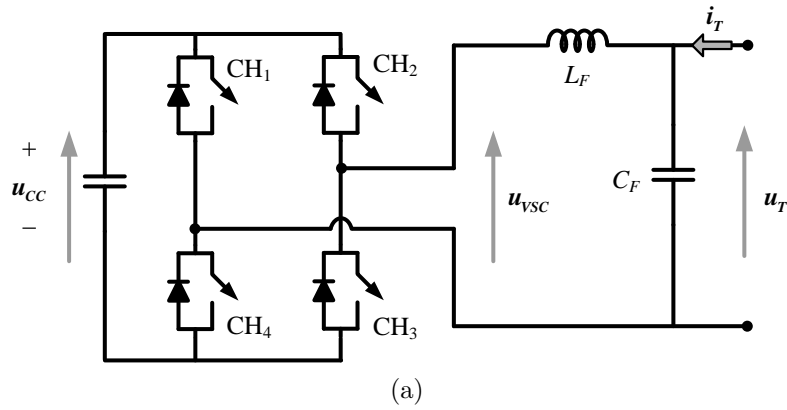 i_T
CH₁
CH₂
L_F
+
u_CC
−
u_VSC
C_F
u_T
CH₄
CH₃
(a)